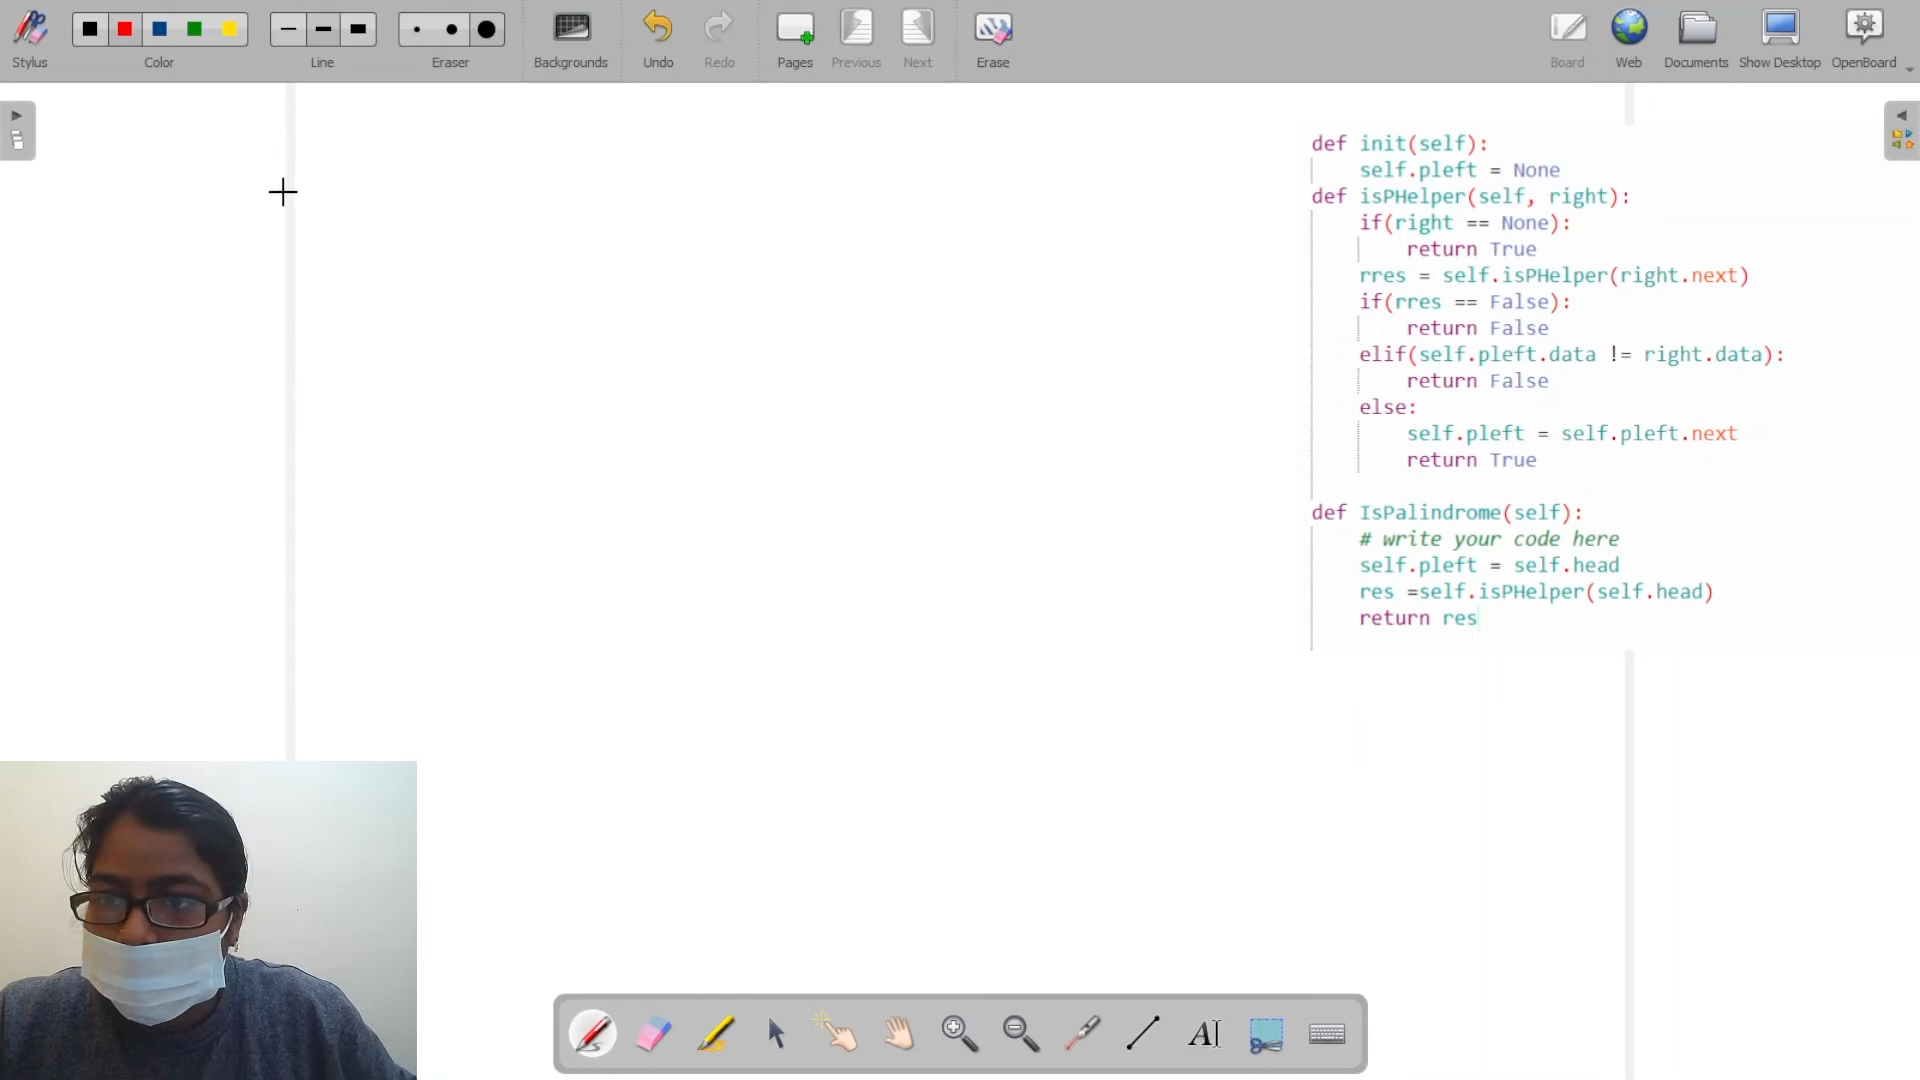 Stylus
Color
Line
Eraser
Backgrounds
Undo
Redo
Pages
Previous
Next
Erase
Board
Web
Documents
Show Desktop
OpenBoard
def init(self):
self.pleft = None
def isPHelper(self, right):
if(right == None):
return True
rres = self.isPHelper(right.next)
if(rres == False):
return False
elif(self.pleft.data != right.data):
return False
else:
self.pleft = self.pleft.next
return True
def IsPalindrome(self):
# write your code here
self.pleft = self.head
res =self.isPHelper(self.head)
return res
AI